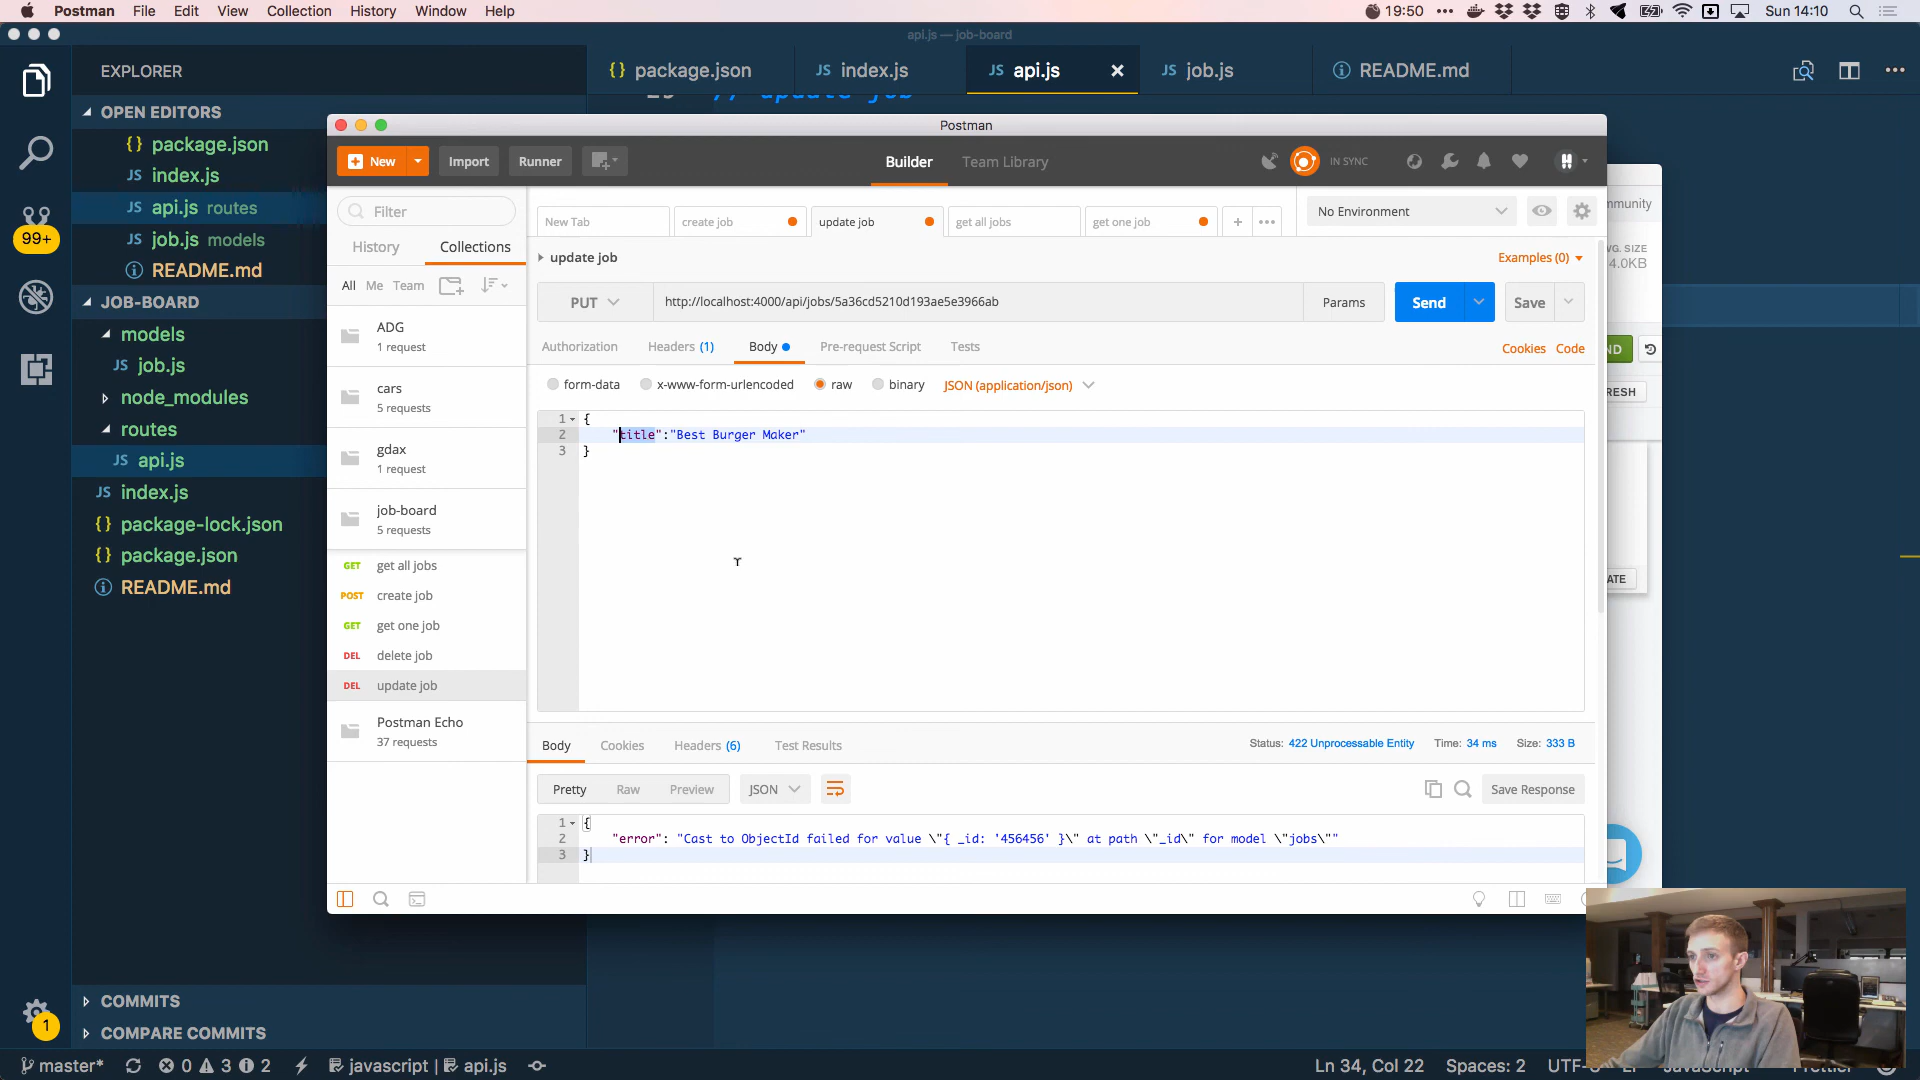 Postman File Edit View Collection History Window Help
19:50 Sun 14:10
api.js — job-board
EXPLORER
package.json
JS index.js
JS api.js
JS job.js
README.md
OPEN EDITORS
{} package.json
JS index.js
JS api.js routes
JS job.js models
README.md
JOB-BOARD
models
JS job.js
node_modules
routes
JS api.js
JS index.js
{} package-lock.json
{} package.json
README.md
COMMITS
COMPARE COMMITS
99+
1
// update job
Postman
New
Import
Runner
Builder
Team Library
IN SYNC
Filter
History
Collections
All Me Team
ADG
1 request
cars
5 requests
gdax
1 request
job-board
5 requests
GET get all jobs
POST create job
GET get one job
DEL delete job
DEL update job
Postman Echo
37 requests
New Tab
create job
update job
get all jobs
get one job
No Environment
update job
Examples (0)
PUT
http://localhost:4000/api/jobs/5a36cd5210d193ae5e3966ab
Params
Send
Save
Authorization
Headers (1)
Body
Pre-request Script
Tests
Cookies
Code
form-data
x-www-form-urlencoded
raw
binary
JSON (application/json)
1 {
2 "title":"Best Burger Maker"
3 }
Body
Cookies
Headers (6)
Test Results
Status: 422 Unprocessable Entity
Time: 34 ms
Size: 333 B
Pretty
Raw
Preview
JSON
Save Response
1 {
2 "error": "Cast to ObjectId failed for value \"{ _id: '456456' }\" at path \"_id\" for model \"jobs\""
3 }
master*
0 3 2
javascript | api.js
Ln 34, Col 22
Spaces: 2